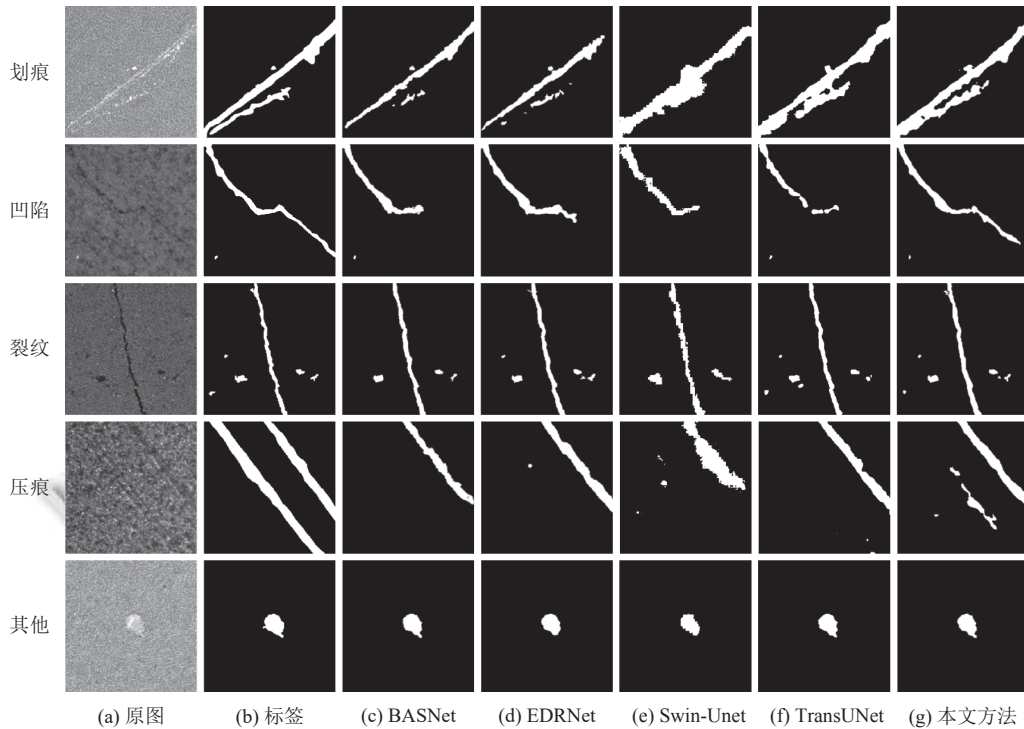 划痕
凹陷
裂纹
压痕
其他
(a) 原图 (b) 标签 (c) BASNet (d) EDRNet (e) Swin-Unet (f) TransUNet (g) 本文方法